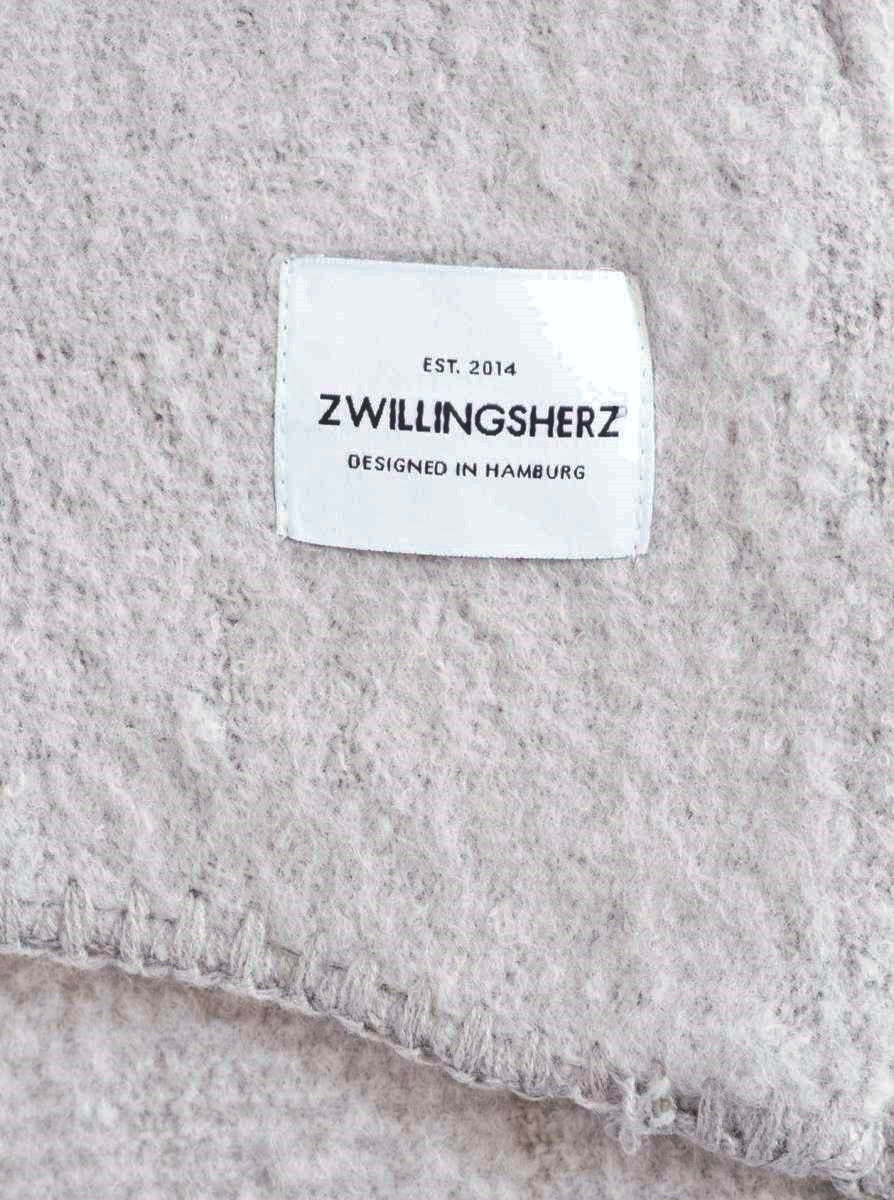 EST. 2014
ZWILLINGSHERZ
DESIGNED IN HAMBURG